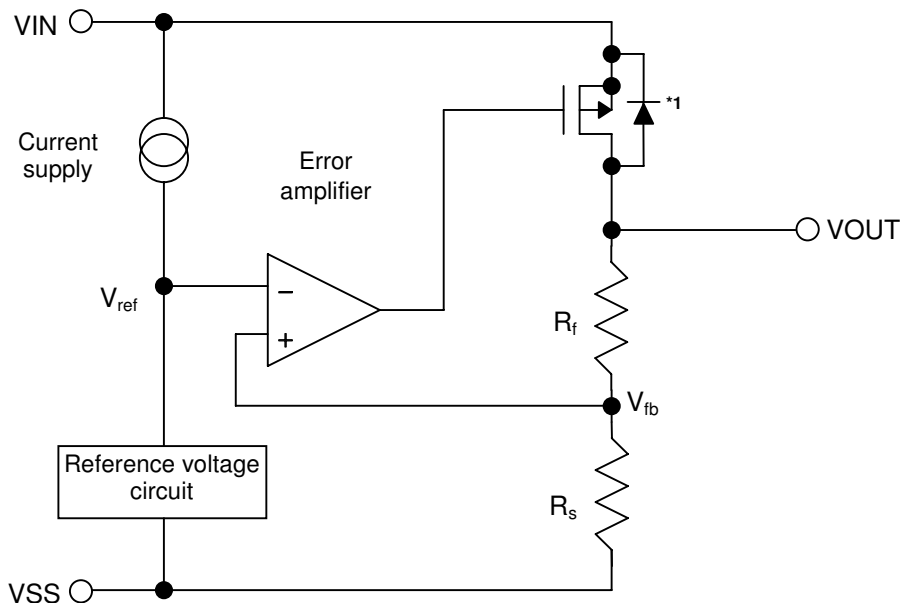 VIN
*1
Current
supply
Error
amplifier
VOUT
Vref
−
+
Rf
Vfb
Reference voltage
circuit
Rs
VSS